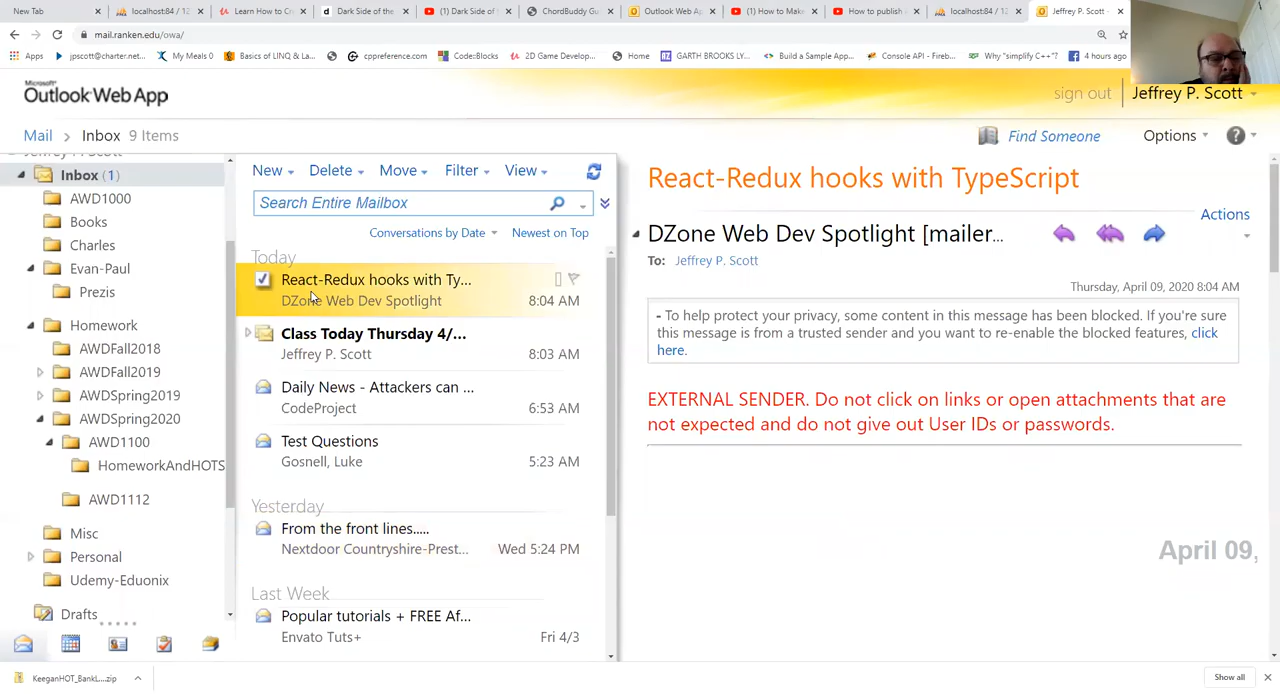 New Tab
localhost:84 / 12
Learn How to Cr
Dark Side of the
(1) Dark Side of
ChordBuddy Gu
Outlook Web Ap
(1) How to Make
How to publish
localhost:84 / 12
Jeffrey P. Scott -
mail.ranken.edu/owa/
Apps
jpscott@charter.net...
My Meals 0
Basics of LINQ & La...
cppreference.com
Code::Blocks
2D Game Develop...
Home
GARTH BROOKS LY...
Build a Sample App...
Console API - Fireb...
Why "simplify C++"?
4 hours ago
Microsoft
Outlook Web App
sign out
Jeffrey P. Scott
Mail > Inbox 9 Items
Find Someone
Options
?
Jeffrey P. Scott
Inbox (1)
AWD1000
Books
Charles
Evan-Paul
Prezis
Homework
AWDFall2018
AWDFall2019
AWDSpring2019
AWDSpring2020
AWD1100
HomeworkAndHOTS
AWD1112
Misc
Personal
Udemy-Eduonix
Drafts
New Delete Move Filter View
Search Entire Mailbox
Conversations by Date Newest on Top
Today
React-Redux hooks with Ty...
DZone Web Dev Spotlight 8:04 AM
Class Today Thursday 4/...
Jeffrey P. Scott 8:03 AM
Daily News - Attackers can ...
CodeProject 6:53 AM
Test Questions
Gosnell, Luke 5:23 AM
Yesterday
From the front lines.....
Nextdoor Countryshire-Prest... Wed 5:24 PM
Last Week
Popular tutorials + FREE Af...
Envato Tuts+ Fri 4/3
React-Redux hooks with TypeScript
Actions
DZone Web Dev Spotlight [mailer...
To: Jeffrey P. Scott
Thursday, April 09, 2020 8:04 AM
- To help protect your privacy, some content in this message has been blocked. If you're sure
this message is from a trusted sender and you want to re-enable the blocked features, click
here.
EXTERNAL SENDER. Do not click on links or open attachments that are
not expected and do not give out User IDs or passwords.
April 09,
KeeganHOT_BankL....zip
Show all